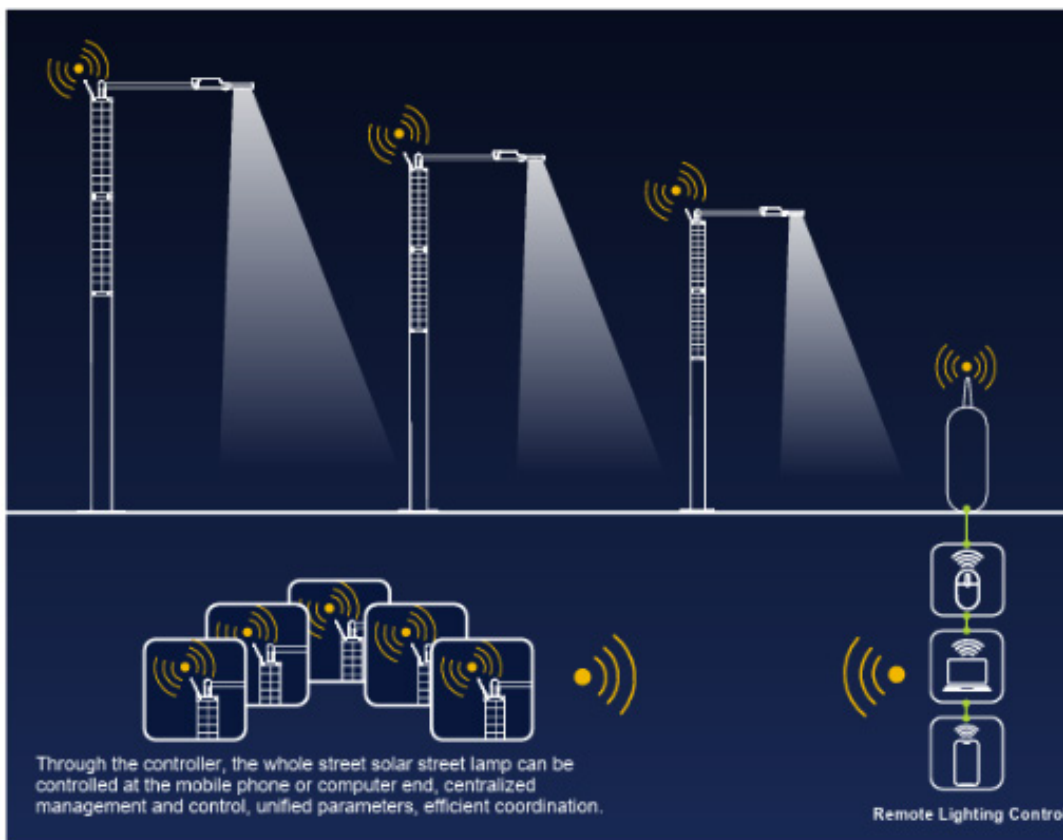 Through the controller, the whole street solar street lamp can be
controlled at the mobile phone or computer end, centralized
management and control, unified parameters, efficient coordination.
Remote Lighting Control